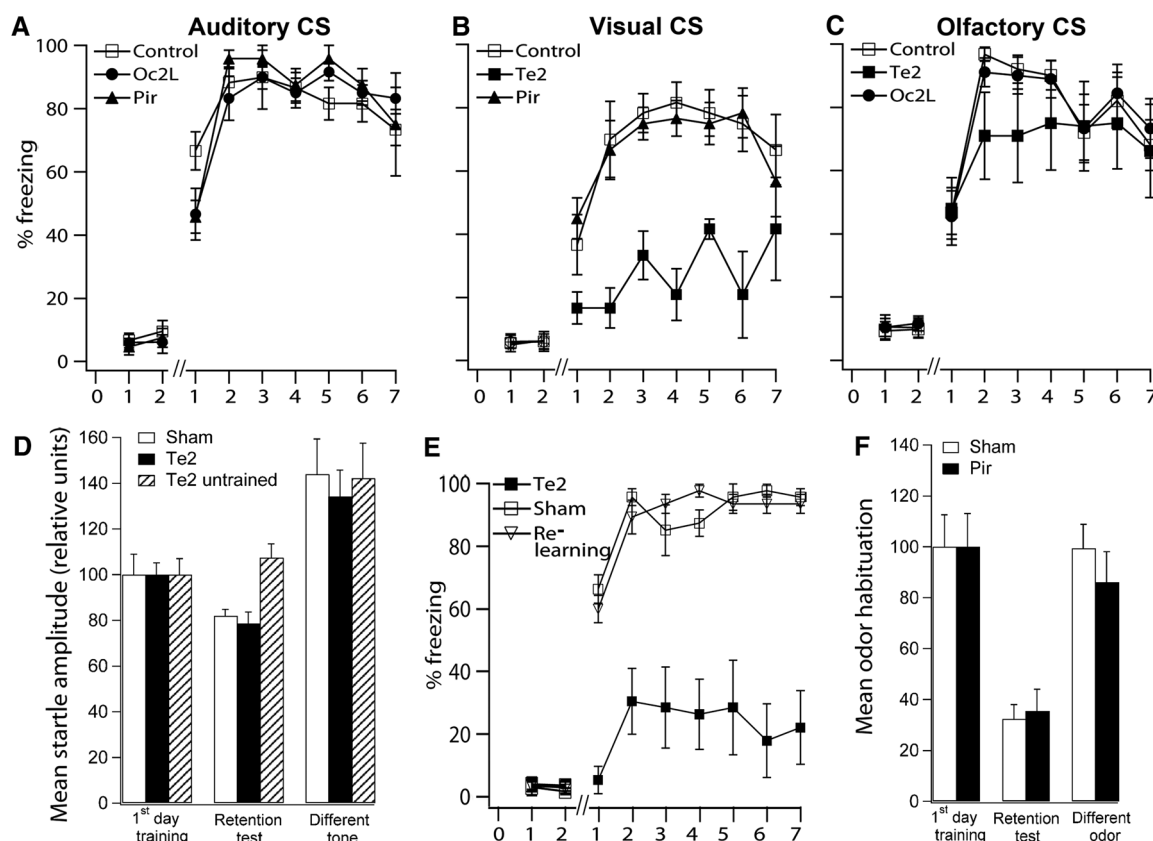 A
Auditory CS
Control
Oc2L
Pir
% freezing
100
80
60
40
20
0
0 1 2 // 1 2 3 4 5 6 7
B
Visual CS
Control
Te2
Pir
0 1 2 // 1 2 3 4 5 6 7
C
Olfactory CS
Control
Te2
Oc2L
0 1 2 // 1 2 3 4 5 6 7
D
Sham
Te2
Te2 untrained
Mean startle amplitude (relative units)
160
140
120
100
80
60
40
20
0
1st day
training
Retention
test
Different
tone
E
Te2
Sham
Re-
learning
% freezing
100
80
60
40
20
0
0 1 2 // 1 2 3 4 5 6 7
F
Sham
Pir
Mean odor habituation
140
120
100
80
60
40
20
0
1st day
training
Retention
test
Different
odor